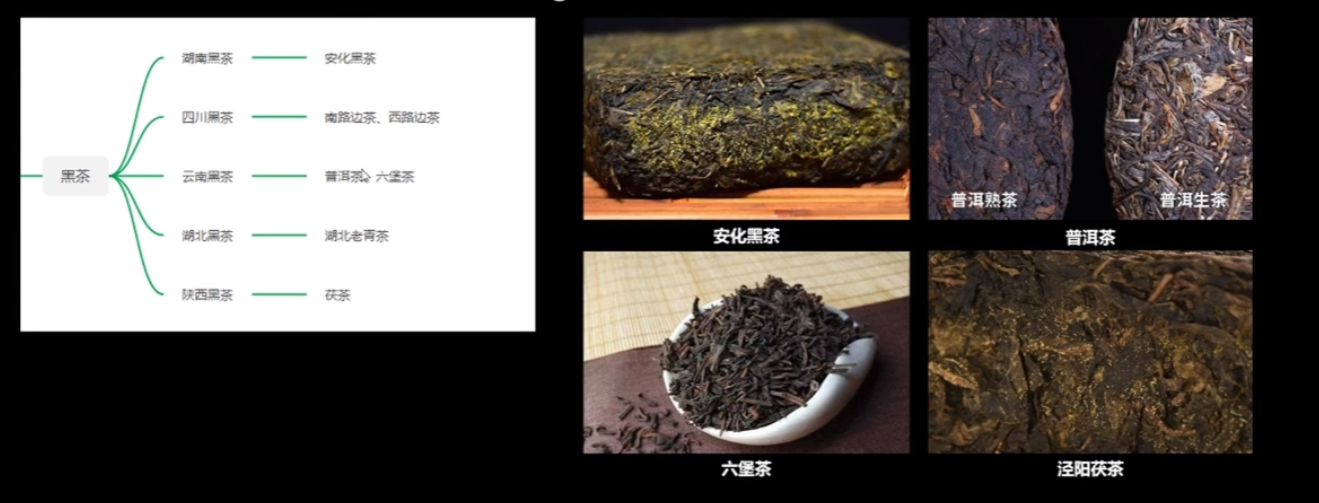 黑茶
湖南黑茶 安化黑茶
四川黑茶 南路边茶、西路边茶
云南黑茶 普洱茶、六堡茶
湖北黑茶 湖北老青茶
陕西黑茶 茯茶
普洱熟茶 普洱生茶
安化黑茶 普洱茶
六堡茶 泾阳茯茶